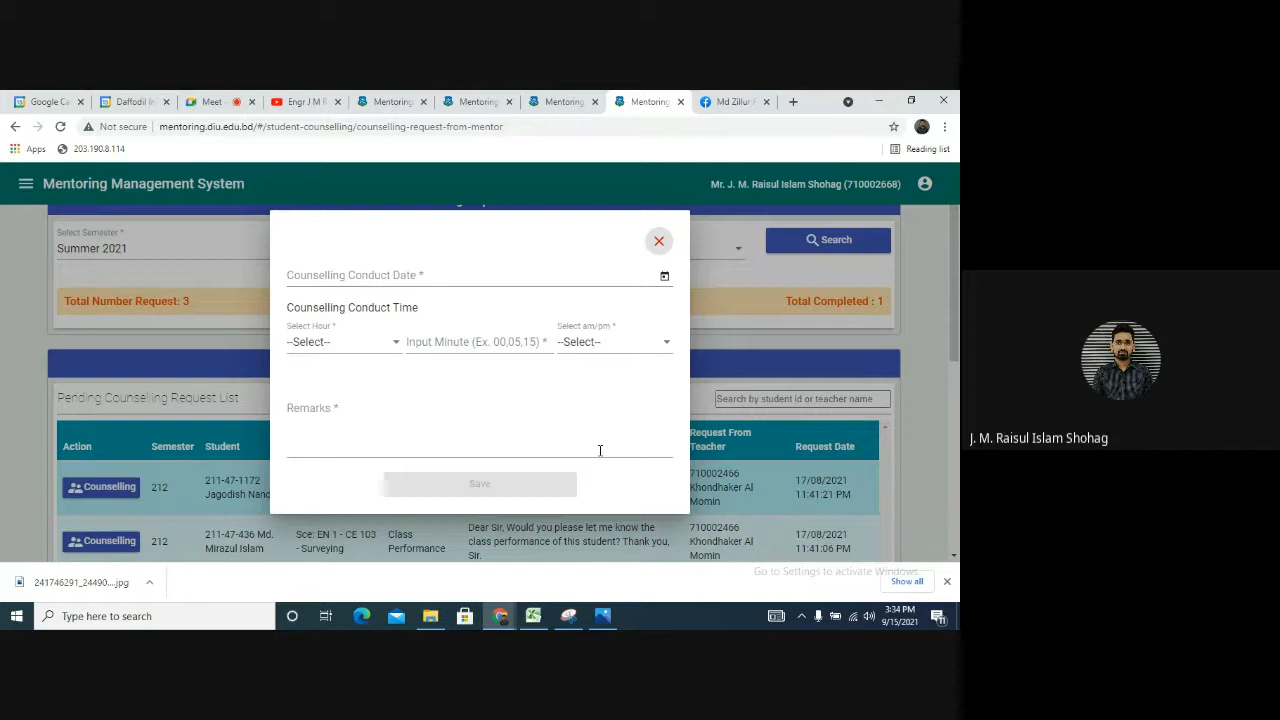 Google Ca
Daffodil In
Meet -
Engr J M R
Mentoring
Mentoring
Mentoring
Mentoring
Md Zillur
Not secure
mentoring.diu.edu.bd/#/student-counselling/counselling-request-from-mentor
Apps
203.190.8.114
Reading list
Mentoring Management System
Mr. J. M. Raisul Islam Shohag (710002668)
Select Semester *
Summer 2021
Search
Total Number Request: 3
Total Completed : 1
Counselling Conduct Date *
Counselling Conduct Time
Select Hour *
Select am/pm *
--Select--
Input Minute (Ex. 00,05,15) *
--Select--
Remarks *
Save
Pending Counselling Request List
Search by student id or teacher name
Action
Semester
Student
Request From Teacher
Request Date
Counselling
212
211-47-1172
Jagodish Nand
710002466
Khondhaker Al
Momin
17/08/2021
11:41:21 PM
Counselling
212
211-47-436 Md.
Mirazul Islam
Sce: EN 1 - CE 103
- Surveying
Class
Performance
Dear Sir, Would you please let me know the
class performance of this student? Thank you,
Sir.
710002466
Khondhaker Al
Momin
17/08/2021
11:41:06 PM
Go to Settings to activate Windows.
241746291_24490....jpg
Show all
Type here to search
3:34 PM
9/15/2021
11
J. M. Raisul Islam Shohag